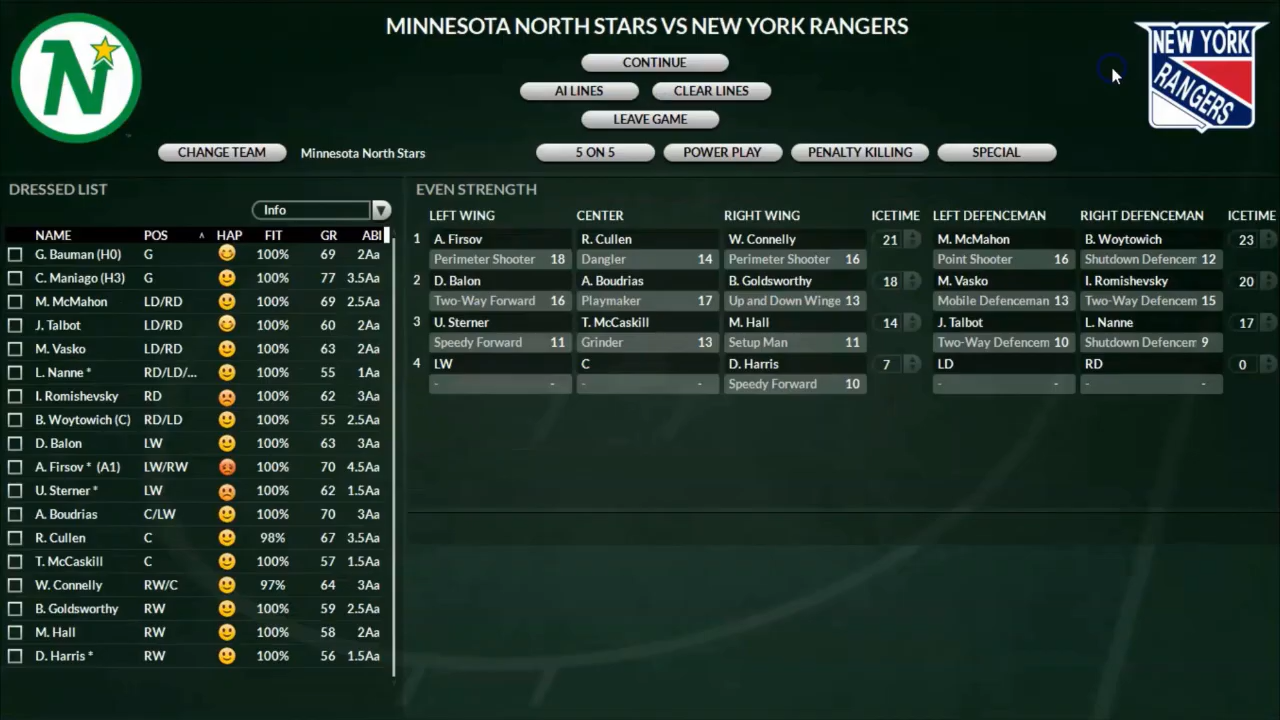 MINNESOTA NORTH STARS VS NEW YORK RANGERS
N
NEW YORK
RANGERS
CONTINUE
AI LINES CLEAR LINES
LEAVE GAME
CHANGE TEAM Minnesota North Stars 5 ON 5 POWER PLAY PENALTY KILLING SPECIAL
DRESSED LIST
Info
NAME POS HAP FIT GR ABI
G. Bauman (H0) G 100% 69 2Aa
C. Maniago (H3) G 100% 77 3.5Aa
M. McMahon LD/RD 100% 69 2.5Aa
J. Talbot LD/RD 100% 60 2Aa
M. Vasko LD/RD 100% 63 2Aa
L. Nanne * RD/LD/... 100% 55 1Aa
I. Romishevsky RD 100% 62 3Aa
B. Woytowich (C) RD/LD 100% 55 2.5Aa
D. Balon LW 100% 63 3Aa
A. Firsov * (A1) LW/RW 100% 70 4.5Aa
U. Sterner * LW 100% 62 1.5Aa
A. Boudrias C/LW 100% 70 3Aa
R. Cullen C 98% 67 3.5Aa
T. McCaskill C 100% 57 1.5Aa
W. Connelly RW/C 97% 64 3Aa
B. Goldsworthy RW 100% 59 2.5Aa
M. Hall RW 100% 58 2Aa
D. Harris * RW 100% 56 1.5Aa
EVEN STRENGTH
LEFT WING CENTER RIGHT WING ICETIME LEFT DEFENCEMAN RIGHT DEFENCEMAN ICETIME
1 A. Firsov R. Cullen W. Connelly 21 M. McMahon B. Woytowich 23
Perimeter Shooter 18 Dangler 14 Perimeter Shooter 16 Point Shooter 16 Shutdown Defencem 12
2 D. Balon A. Boudrias B. Goldsworthy 18 M. Vasko I. Romishevsky 20
Two-Way Forward 16 Playmaker 17 Up and Down Winge 13 Mobile Defenceman 13 Two-Way Defencem 15
3 U. Sterner T. McCaskill M. Hall 14 J. Talbot L. Nanne 17
Speedy Forward 11 Grinder 13 Setup Man 11 Two-Way Defencem 10 Shutdown Defencem 9
4 LW C D. Harris 7 LD RD 0
- - - - Speedy Forward 10 - - - -